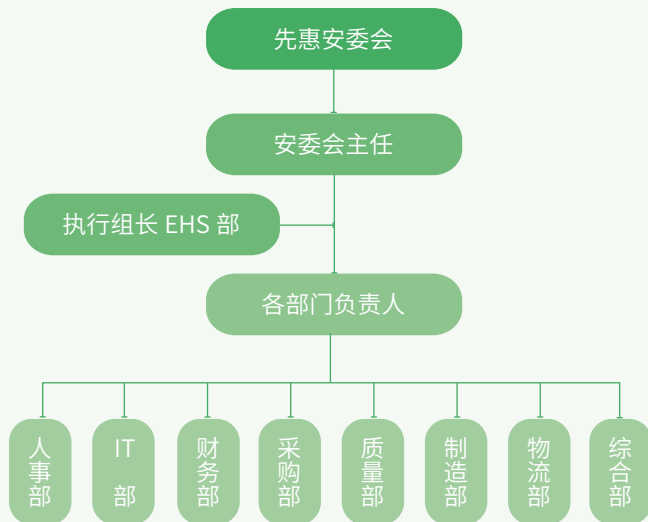 先惠安委会
安委会主任
执行组长 EHS 部
各部门负责人
人事部
IT 部
财务部
采购部
质量部
制造部
物流部
综合部